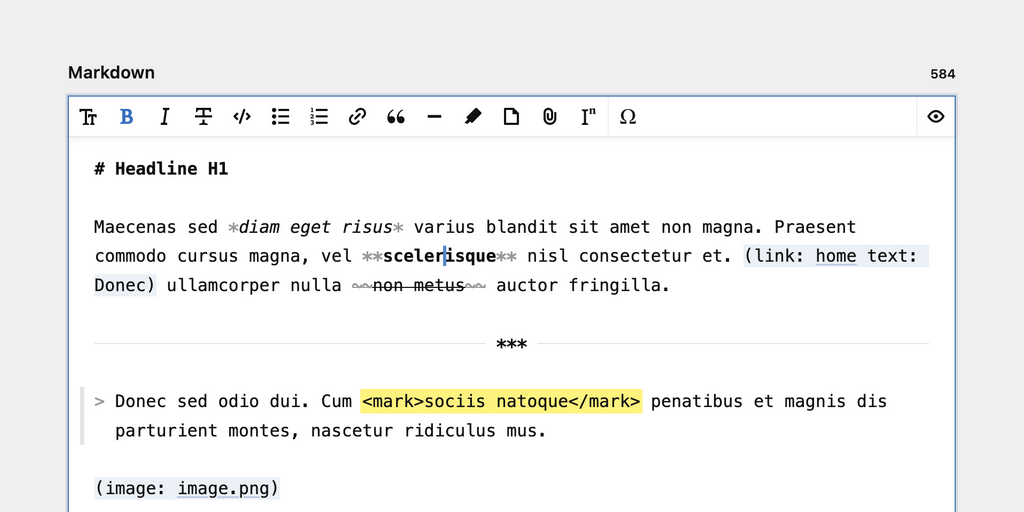 Markdown 584
# Headline H1
Maecenas sed *diam eget risus* varius blandit sit amet non magna. Praesent
commodo cursus magna, vel **scelerisque** nisl consectetur et. (link: home text:
Donec) ullamcorper nulla ~~non metus~~ auctor fringilla.
***
> Donec sed odio dui. Cum <mark>sociis natoque</mark> penatibus et magnis dis
parturient montes, nascetur ridiculus mus.
(image: image.png)